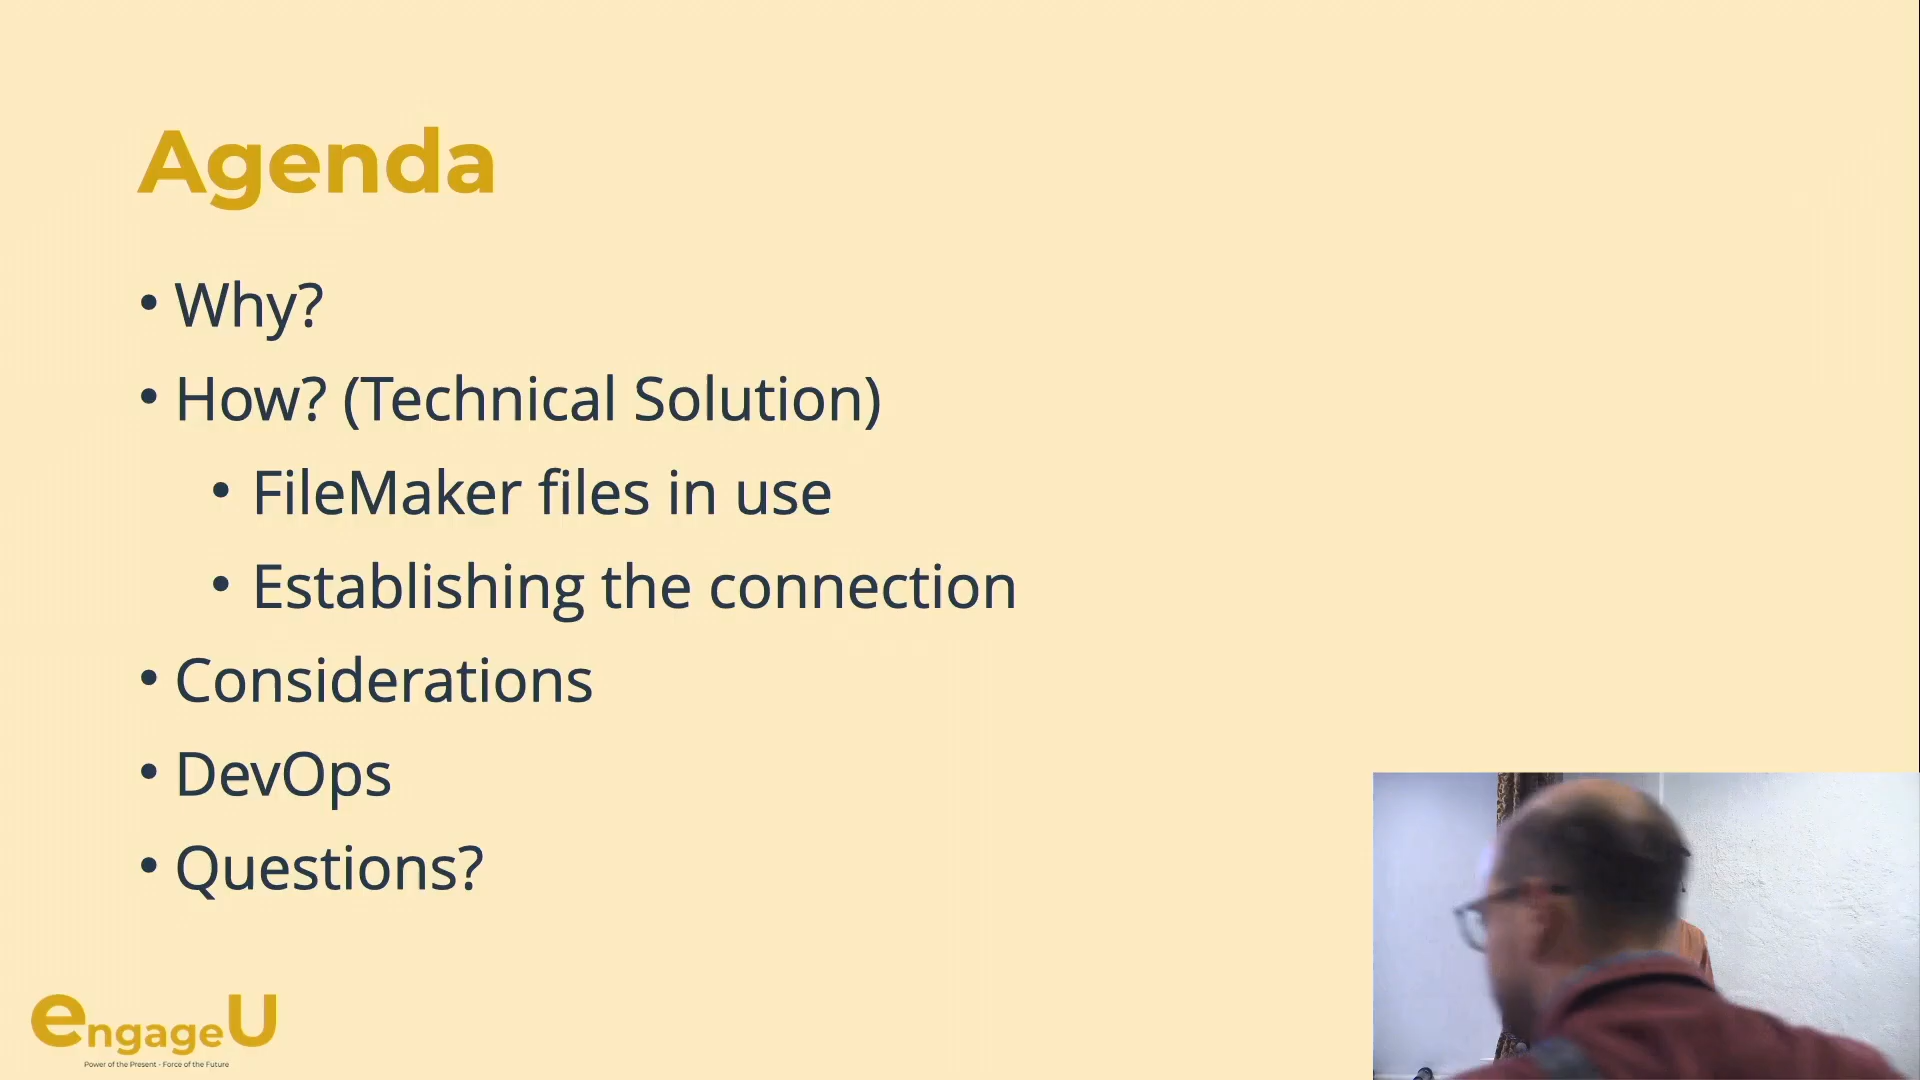 Agenda
• Why?
• How? (Technical Solution)
• FileMaker files in use
• Establishing the connection
• Considerations
• DevOps
• Questions?
engageU
Power of the Present - Force of the Future